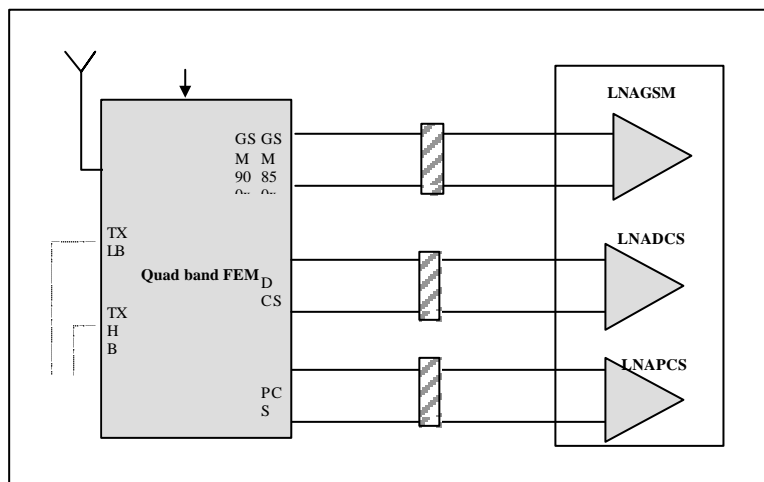 LNAGSM
GS GS
M M
90 85
TX
LB
LNADCS
Quad band FEM
D
CS
TX
H
B
LNAPCS
PC
S